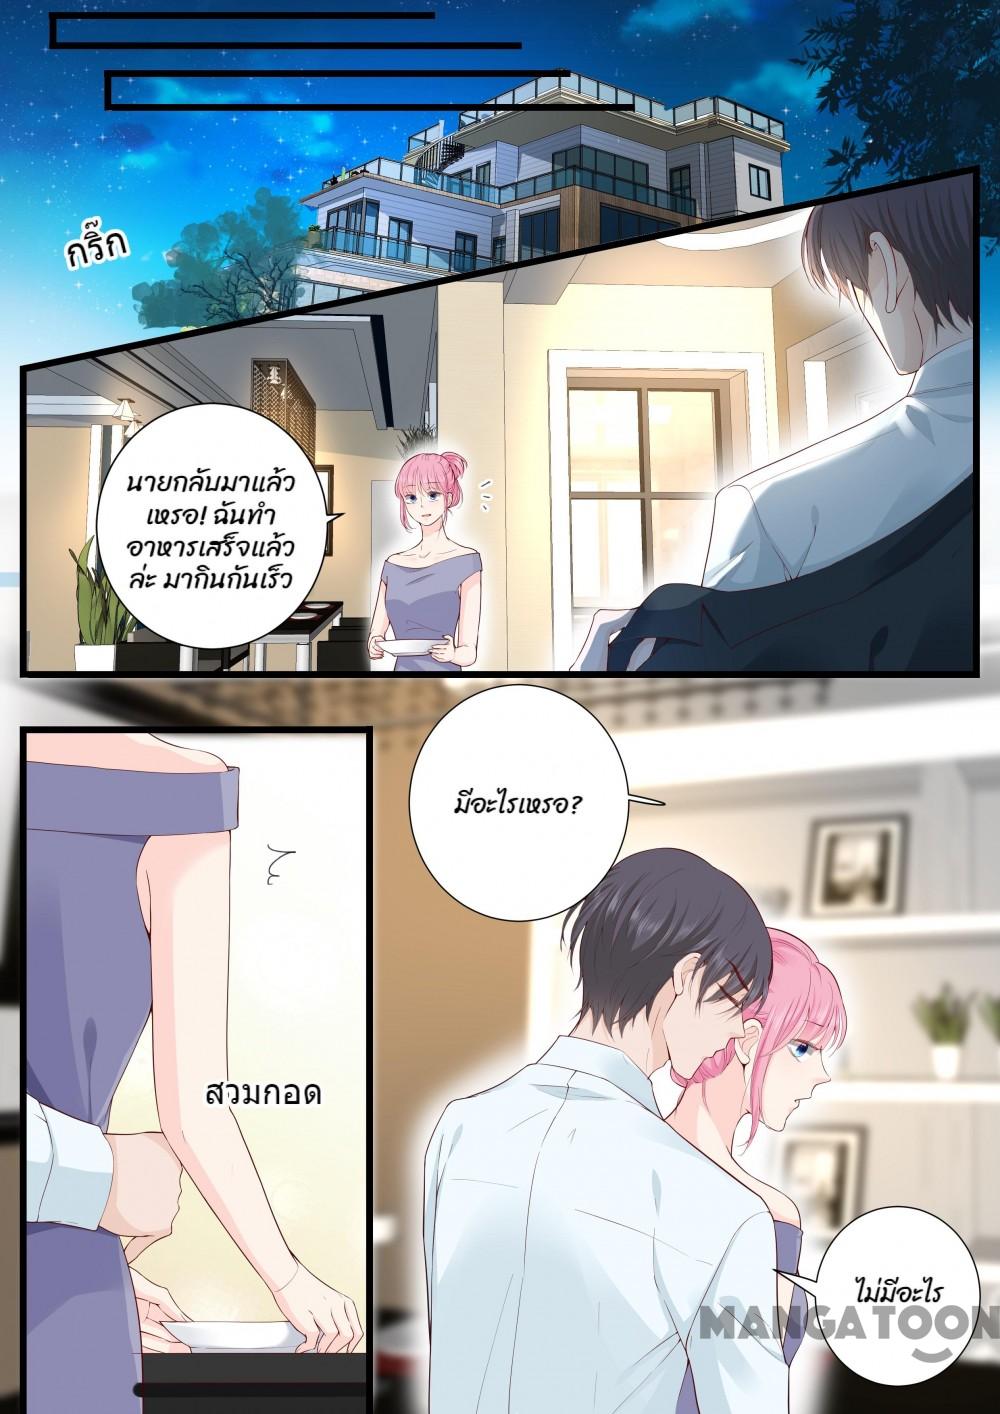 กริ๊ก
นายกลับมาแล้ว
เหรอ! ฉันทำ
อาหารเสร็จแล้ว
ล่ะ มากินกันเร็ว
มีอะไรเหรอ?
สวมกอด
ไม่มีอะไร
MANGATOON